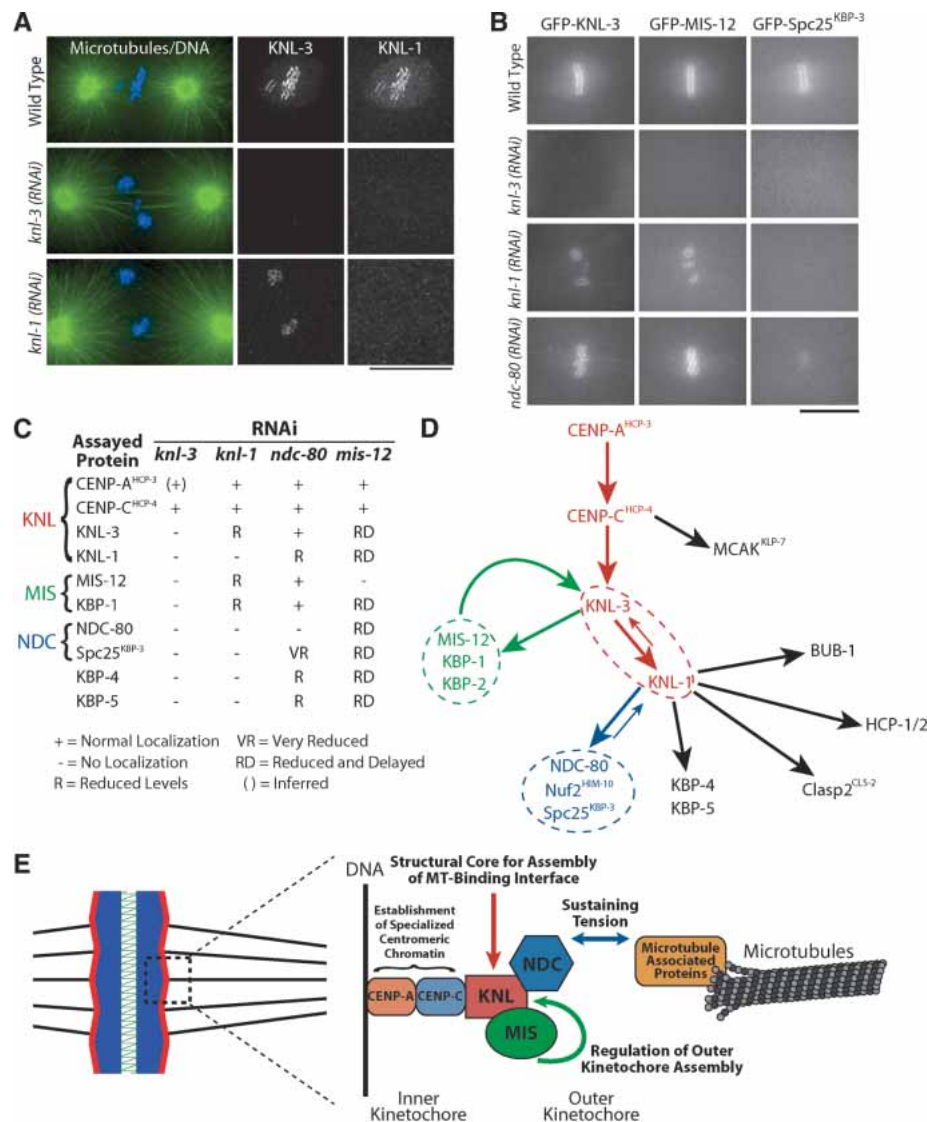 A
Microtubules/DNA KNL-3 KNL-1
Wild Type
knl-3 (RNAi)
knl-1 (RNAi)
B
GFP-KNL-3 GFP-MIS-12 GFP-Spc25KBP-3
Wild Type
knl-3 (RNAi)
knl-1 (RNAi)
ndc-80 (RNAi)
C
RNAi
Assayed Protein knl-3 knl-1 ndc-80 mis-12
KNL
CENP-AHCP-3 (+) + + +
CENP-CHCP-4 + + + +
KNL-3 - R + RD
KNL-1 - - R RD
MIS
MIS-12 - R + -
KBP-1 - R + RD
NDC
NDC-80 - - - RD
Spc25KBP-3 - - VR RD
KBP-4 - - R RD
KBP-5 - - R RD
+ = Normal Localization VR = Very Reduced
- = No Localization RD = Reduced and Delayed
R = Reduced Levels ( ) = Inferred
D
CENP-AHCP-3
CENP-CHCP-4
MCAKKLP-7
KNL-3
MIS-12
KBP-1
KBP-2
KNL-1
BUB-1
HCP-1/2
Clasp2CLS-2
KBP-4
KBP-5
NDC-80
Nuf2HIM-10
Spc25KBP-3
E
DNA
Structural Core for Assembly
of MT-Binding Interface
Establishment
of Specialized
Centromeric
Chromatin
Sustaining
Tension
CENP-A CENP-C KNL NDC MIS
Microtubule
Associated
Proteins
Microtubules
Regulation of Outer
Kinetochore Assembly
Inner
Kinetochore
Outer
Kinetochore